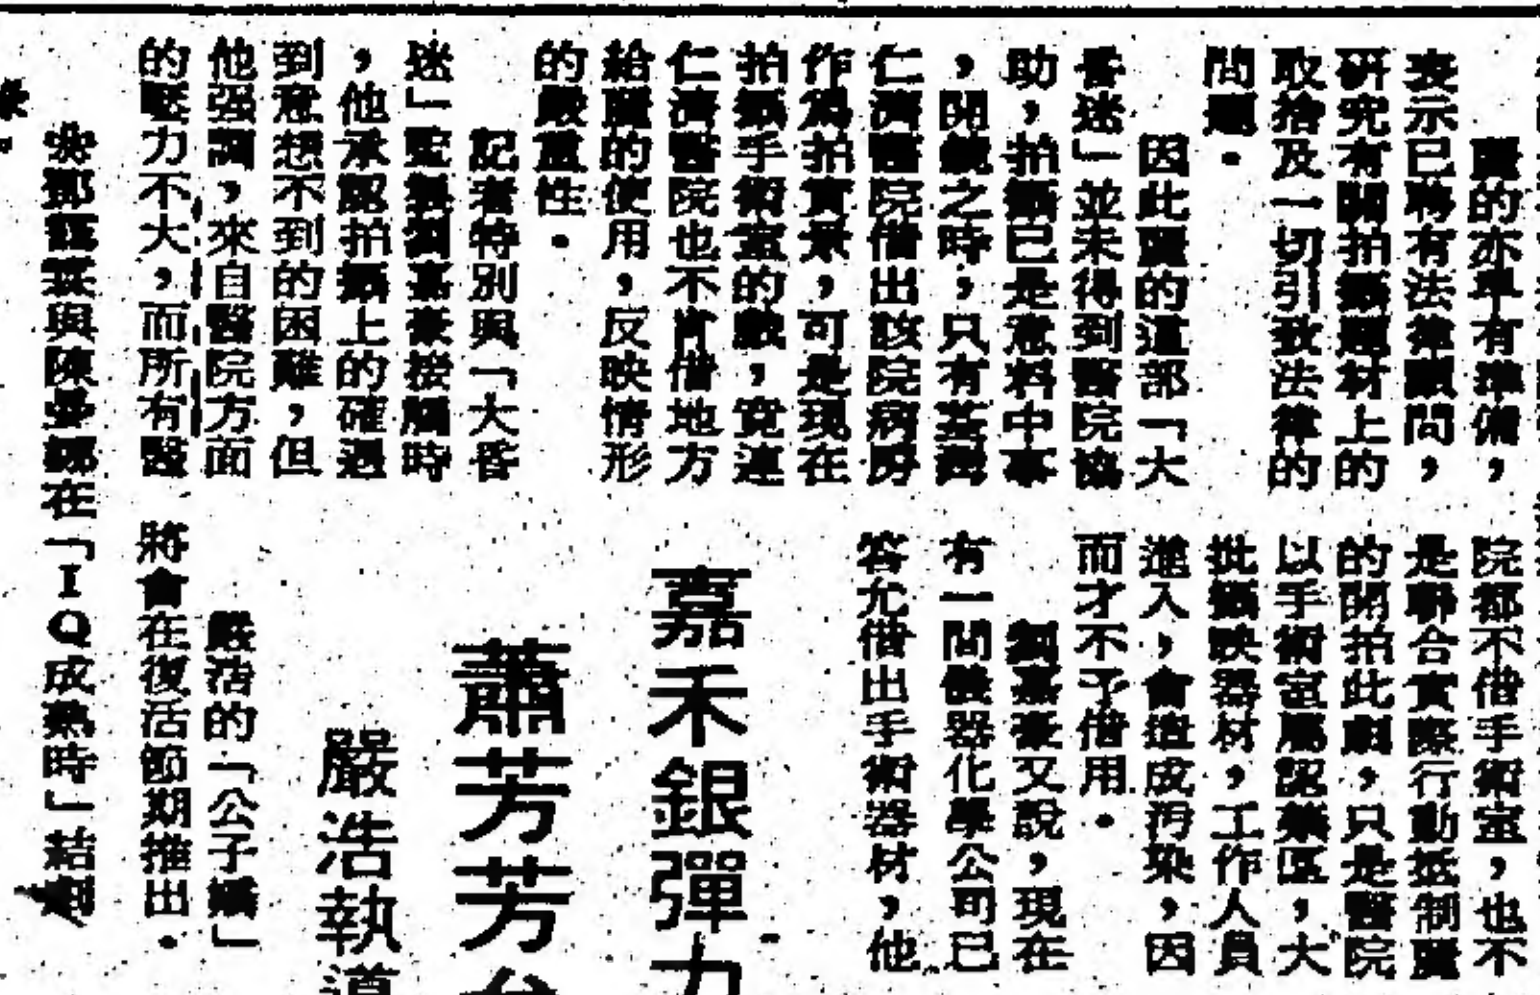 麗的亦早有準備，
表示已聘有法律顧問，
研究有關拍攝題材上的
取捨及一切引致法律的
問題。
因此麗的這部「大
昏迷」並未得到醫院協
助，拍攝已是意料中事
，開鏡之時，只有荃灣
仁濟醫院借出該院病房
作為拍實景，可是現在
拍攝手術室的戲，竟連
仁濟醫院也不肯借地方
給麗的使用，反映情形
的嚴重性。
記者特別與「大昏
迷」監製劉嘉豪接觸時
，他承認拍攝上的確遇
到意想不到的困難，但
他强調，來自醫院方面
的壓力不大，而所有醫
院都不借手術室，也不
是聯合實際行動抵制麗
的開拍此劇，只是醫院
以手術室屬認藥區，大
批攝映器材，工作人員
進入，會造成汚染，因
而才不予借用。
劉嘉豪又說，現在
有一間儀器化學公司已
答允借出手術器材，他
嘉禾銀彈力
蕭芳芳
嚴浩執導
嚴浩的「公子嬌」
將會在復活節期推出。
與陳曼娜在「IQ成熟時」結